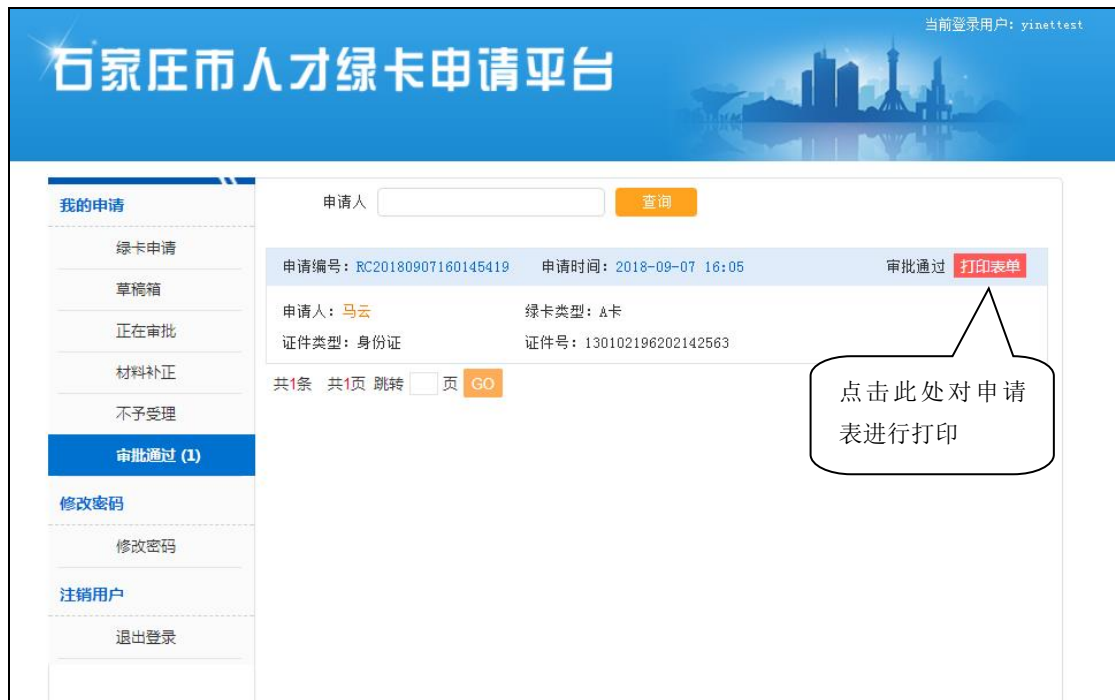 当前登录用户: yinettest
石家庄市人才绿卡申请平台
我的申请
绿卡申请
草稿箱
正在审批
材料补正
不予受理
审批通过 (1)
修改密码
修改密码
注销用户
退出登录
申请人 查询
申请编号: RC20180907160145419 申请时间: 2018-09-07 16:05 审批通过 打印表单
申请人: 马云 绿卡类型: A卡
证件类型: 身份证 证件号: 130102196202142563
共1条 共1页 跳转 页 GO
点击此处对申请
表进行打印